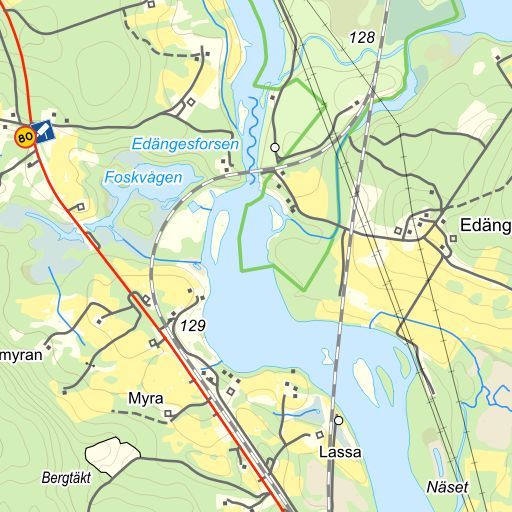 128
80
Edängesforsen
Foskvågen
Edäng
129
myran
Myra
Lassa
Bergtäkt
Näset